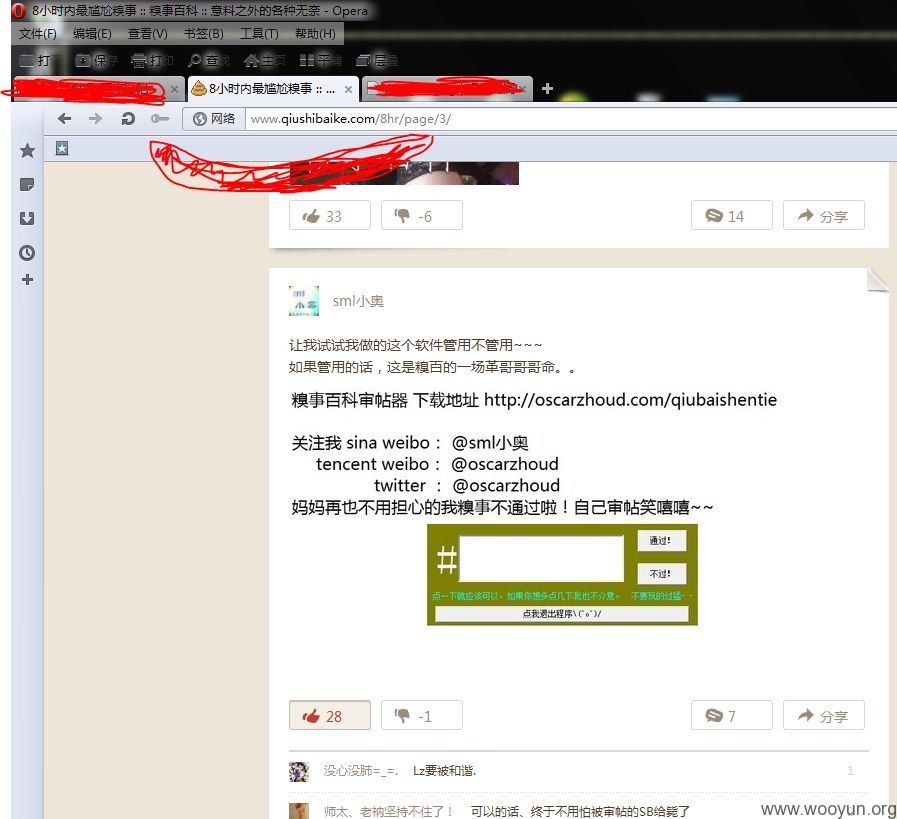 8小时内最尴尬糗事 :: 糗事百科 :: 意料之外的各种无奈 - Opera
文件(F) 编辑(E) 查看(V) 书签(B) 工具(T) 帮助(H)
打 保存 打印 查找 主页 平铺 层叠
8小时内最尴尬糗事 :: ...
网络 www.qiushibaike.com/8hr/page/3/
33 -6 14 分享
sml小奥
让我试试我做的这个软件管用不管用~~~
如果管用的话，这是糗百的一场革哥哥哥命。。
糗事百科审帖器 下载地址 http://oscarzhoud.com/qiubaishentie
关注我 sina weibo： @sml小奥
tencent weibo： @oscarzhoud
twitter ： @oscarzhoud
妈妈再也不用担心的我糗事不通过啦！自己审帖笑嘻嘻~~
# 通过!
不过!
点一下就应该可以，如果你想多点几下我也不介意。 不要玩的过猛~ ~
点我退出程序\(^o^)/
28 -1 7 分享
没心没肺=_=. Lz要被和谐. 1
师太、老衲坚持不住了！ 可以的话、终于不用怕被审帖的SB给毙了
www.wooyun.org